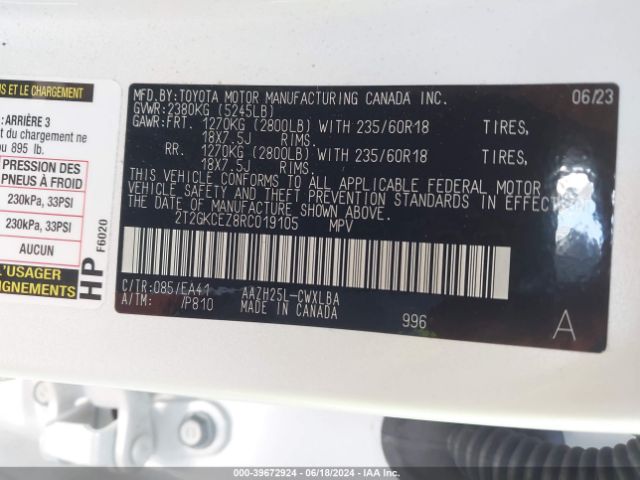 US ET LE CHARGEMENT
: ARRIÈRE 3
t du chargement ne
u 895 lb.
PRESSION DES
PNEUS À FROID
230kPa, 33PSI
230kPa, 33PSI
AUCUN
L'USAGER
IGNEMENTS
HP
F6020
MFD.BY:TOYOTA MOTOR MANUFACTURING CANADA INC. 06/23
GVWR:2380KG (5245LB)
GAWR:FRT. 1270KG (2800LB) WITH 235/60R18 TIRES,
18X7.5J RIMS.
RR. 1270KG (2800LB) WITH 235/60R18 TIRES,
18X7.5J RIMS.
THIS VEHICLE CONFORMS TO ALL APPLICABLE FEDERAL MOTOR
VEHICLE SAFETY AND THEFT PREVENTION STANDARDS IN EFFECT ON
THE DATE OF MANUFACTURE SHOWN ABOVE.
2T2GKCEZ8RC019105 MPV
C/TR:085/EA41 AAZH25L-CWXLBA
A/TM: /P810 MADE IN CANADA 996 A
000-39672924 - 06/18/2024 - IAA Inc.